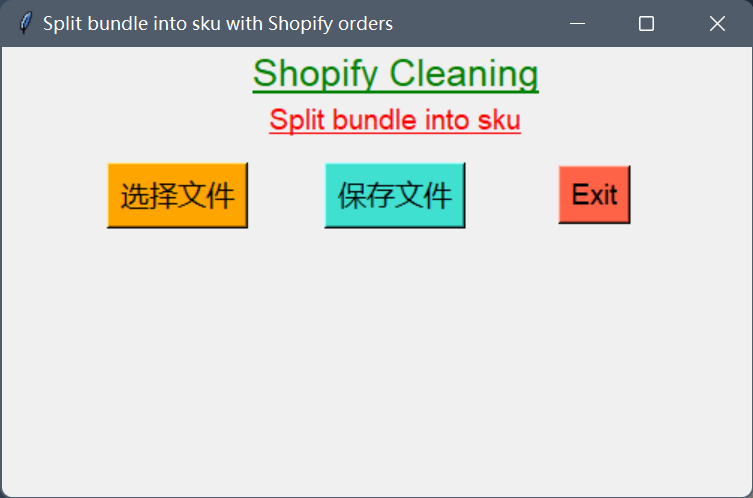 Split bundle into sku with Shopify orders
Shopify Cleaning
Split bundle into sku
选择文件 保存文件 Exit